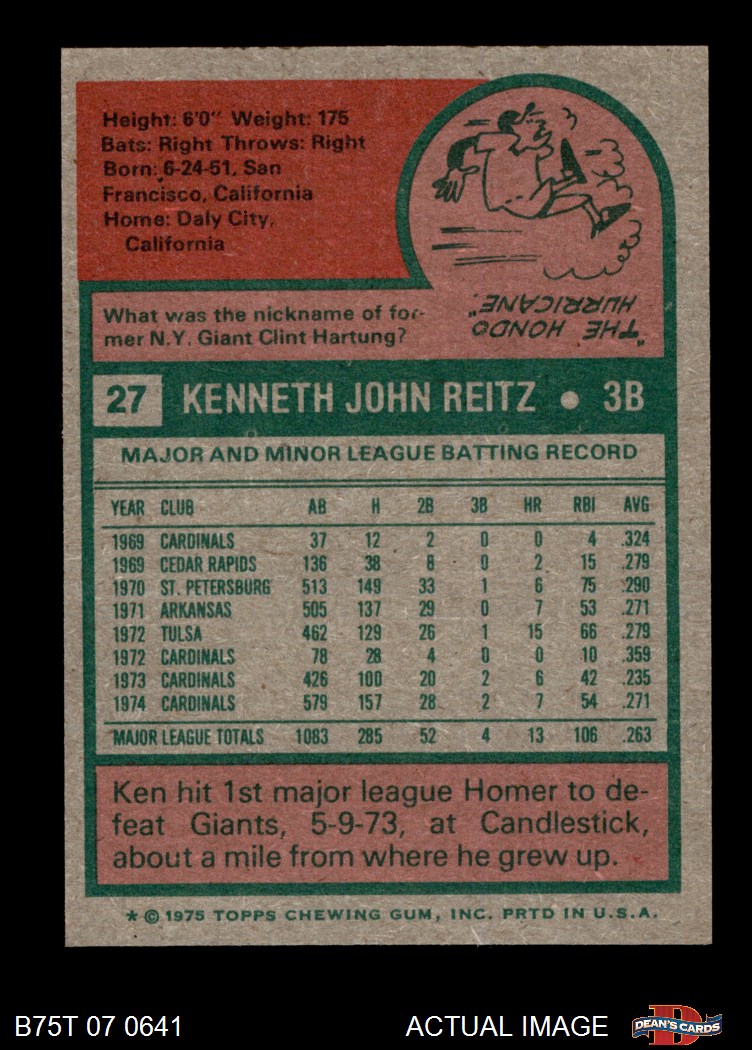 Height: 6'0" Weight: 175
Bats: Right Throws: Right
Born: 6-24-51, San
Francisco, California
Home: Daly City,
California
What was the nickname of for-
mer N.Y. Giant Clint Hartung?
"THE HONDO
HURRICANE."
27 KENNETH JOHN REITZ • 3B
MAJOR AND MINOR LEAGUE BATTING RECORD
YEAR CLUB AB H 2B 3B HR RBI AVG
1969 CARDINALS 37 12 2 0 0 4 .324
1969 CEDAR RAPIDS 136 38 8 0 2 15 .279
1970 ST. PETERSBURG 513 149 33 1 6 75 .290
1971 ARKANSAS 505 137 29 0 7 53 .271
1972 TULSA 462 129 26 1 15 66 .279
1972 CARDINALS 78 28 4 0 0 10 .359
1973 CARDINALS 426 100 20 2 6 42 .235
1974 CARDINALS 579 157 28 2 7 54 .271
MAJOR LEAGUE TOTALS 1083 285 52 4 13 106 .263
Ken hit 1st major league Homer to de-
feat Giants, 5-9-73, at Candlestick,
about a mile from where he grew up.
* © 1975 TOPPS CHEWING GUM, INC. PRTD IN U.S.A.
B75T 07 0641 ACTUAL IMAGE DEAN'S CARDS